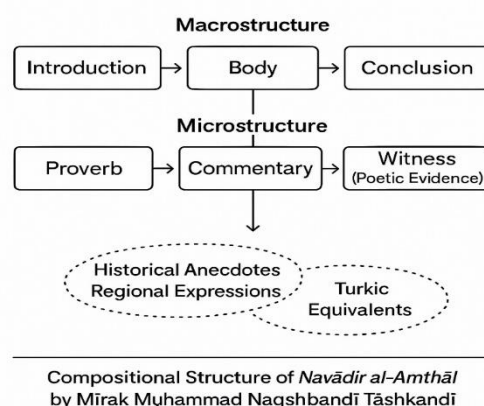 Macrostructure
Introduction
Body
Conclusion
Microstructure
Proverb
Commentary
Witness
(Poetic Evidence)
Historical Anecdotes
Regional Expressions
Turkic
Equivalents
Compositional Structure of Navādir al-Amthāl
by Mīrak Muḥammad Naqshbandī Tāshkandī